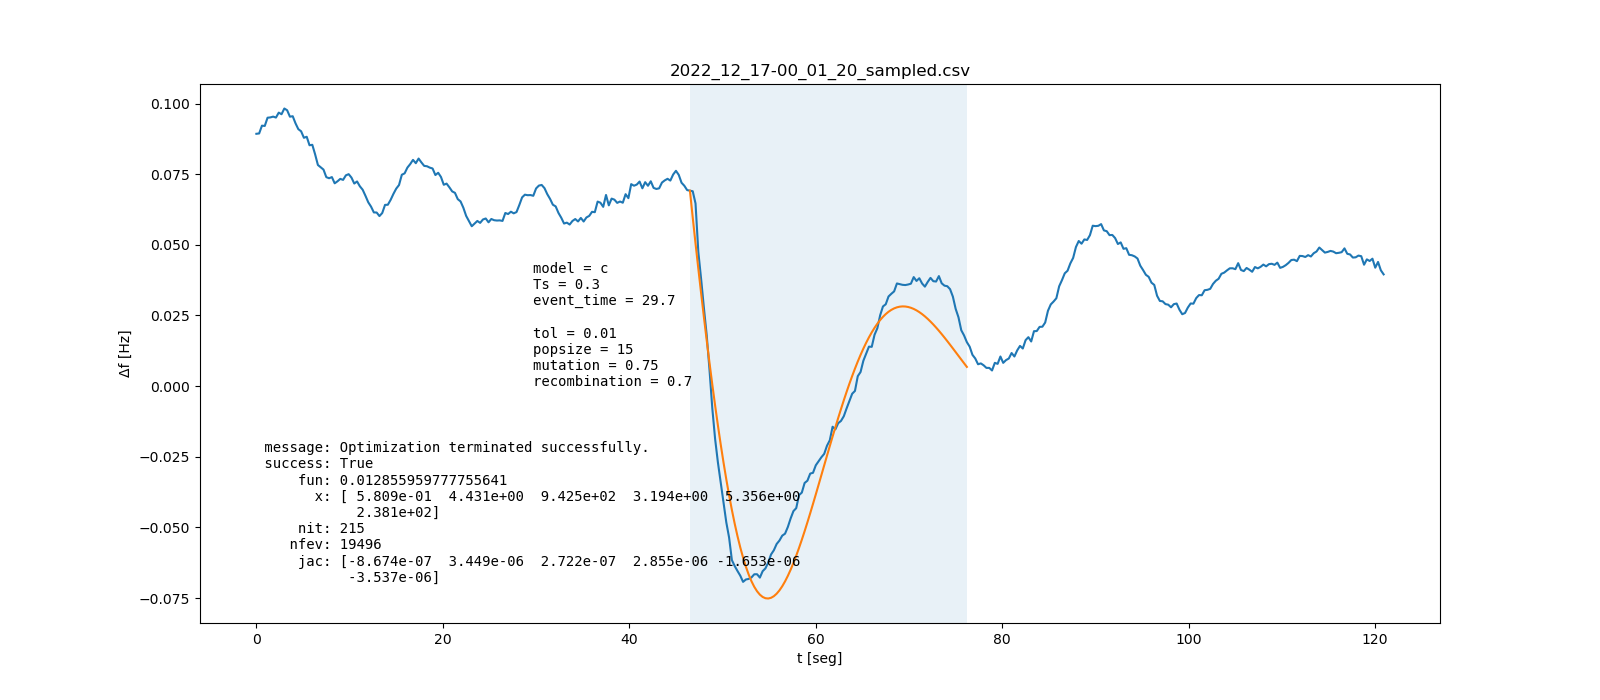 2022_12_17-00_01_20_sampled.csv
0.100
0.075
0.050
0.025
0.000
−0.025
−0.050
−0.075
Δf [Hz]
model = c
Ts = 0.3
event_time = 29.7
tol = 0.01
popsize = 15
mutation = 0.75
recombination = 0.7
message: Optimization terminated successfully.
success: True
fun: 0.012855959777755641
x: [ 5.809e-01 4.431e+00 9.425e+02 3.194e+00 5.356e+00
2.381e+02]
nit: 215
nfev: 19496
jac: [-8.674e-07 3.449e-06 2.722e-07 2.855e-06 -1.653e-06
-3.537e-06]
0 20 40 60 80 100 120
t [seg]